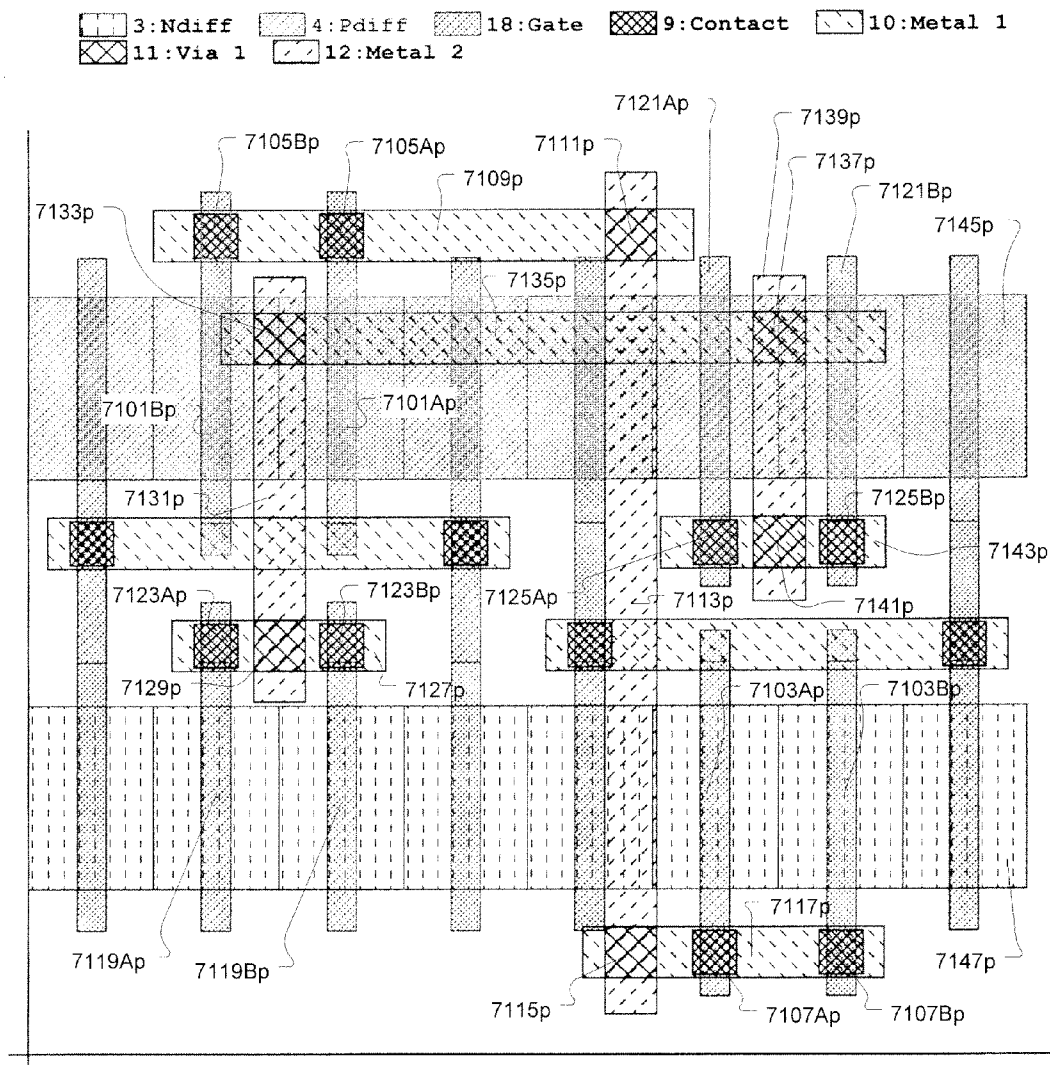 3:Ndiff 4:Pdiff 18:Gate 9:Contact 10:Metal 1
11:Via 1 12:Metal 2
7121Ap
7139p
7105Bp
7105Ap
7111p
7137p
7109p
7121Bp
7133p
7145p
7135p
7101Bp
7101Ap
7131p
7125Bp
7143p
7123Ap
7123Bp
7125Ap
7113p
7141p
7129p
7127p
7103Ap
7103Bp
7117p
7119Ap
7119Bp
7147p
7115p
7107Ap
7107Bp